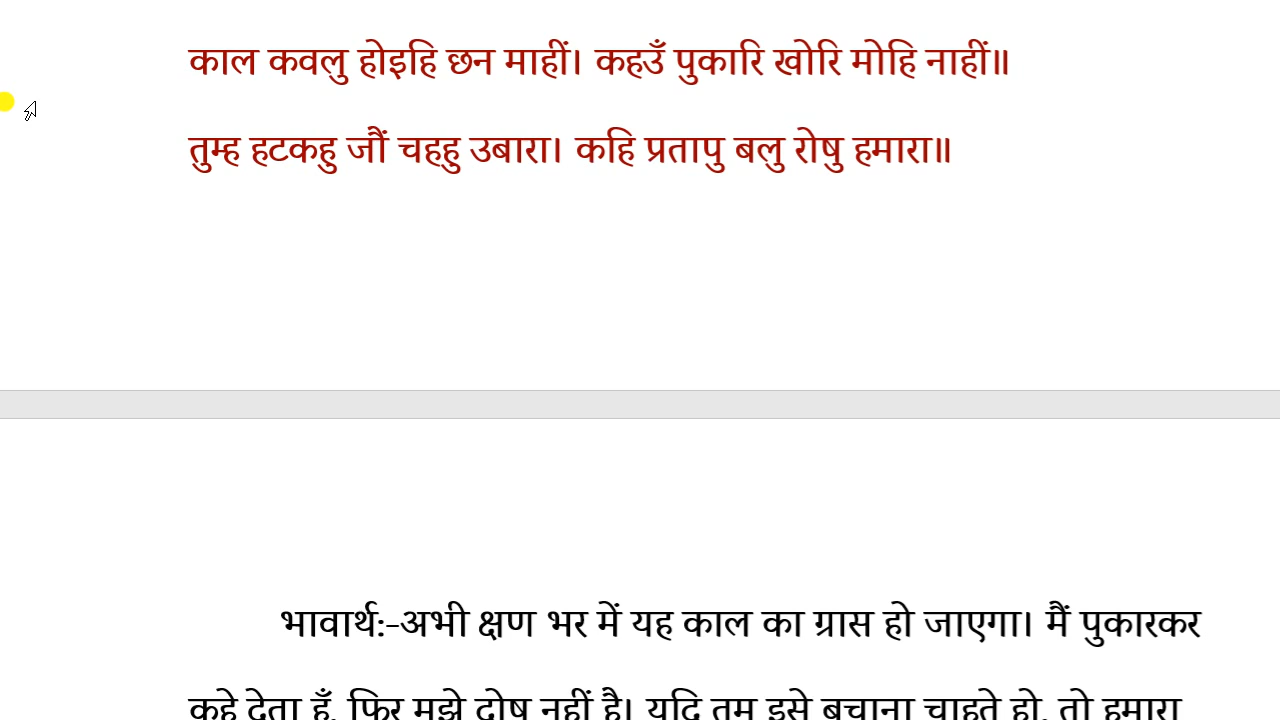 काल कवलु होइहि छन माहीं। कहउँ पुकारि खोरि मोहि नाहीं॥
तुम्ह हटकहु जौं चहहु उबारा। कहि प्रतापु बलु रोषु हमारा॥
भावार्थ:-अभी क्षण भर में यह काल का ग्रास हो जाएगा। मैं पुकारकर
कहे देता हूँ, फिर मुझे दोष नहीं है। यदि तुम इसे बचाना चाहते हो, तो हमारा